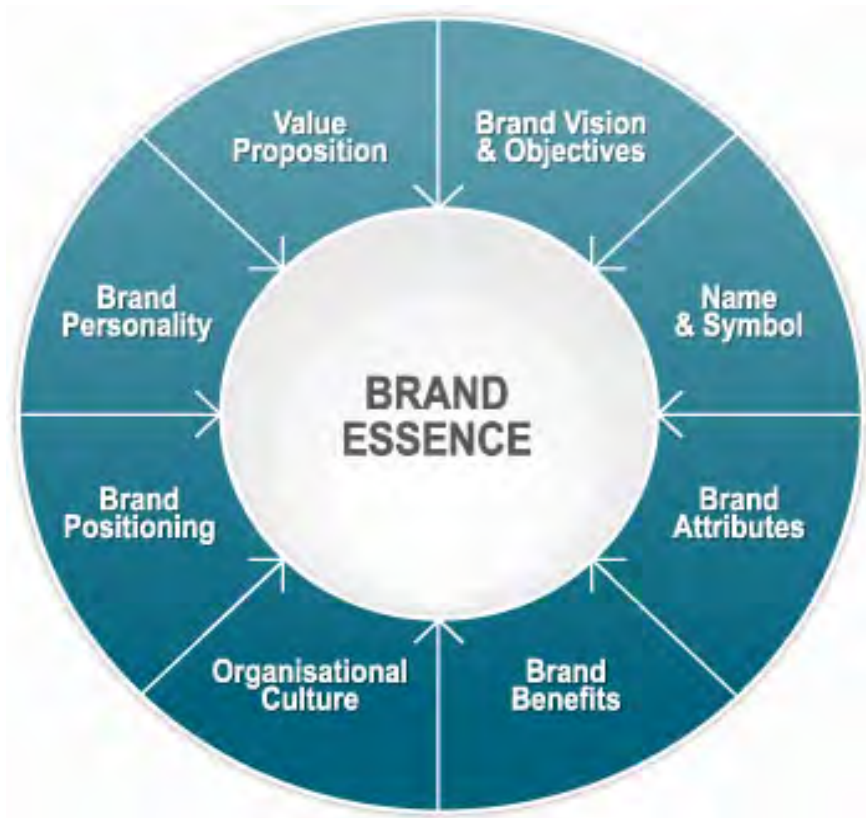 Value
Proposition
Brand Vision
& Objectives
Name
& Symbol
Brand
Attributes
Brand
Benefits
Organisational
Culture
Brand
Positioning
Brand
Personality
BRAND
ESSENCE